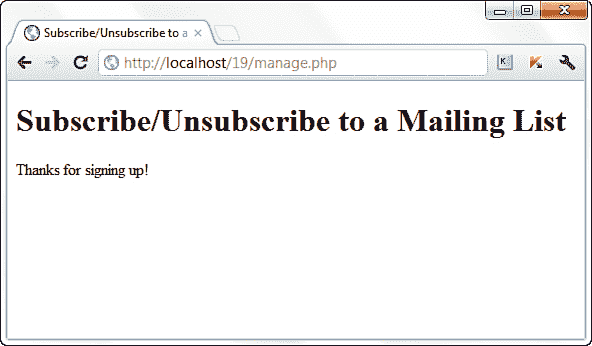 Subscribe/Unsubscribe to a
http://localhost/19/manage.php
Subscribe/Unsubscribe to a Mailing List
Thanks for signing up!